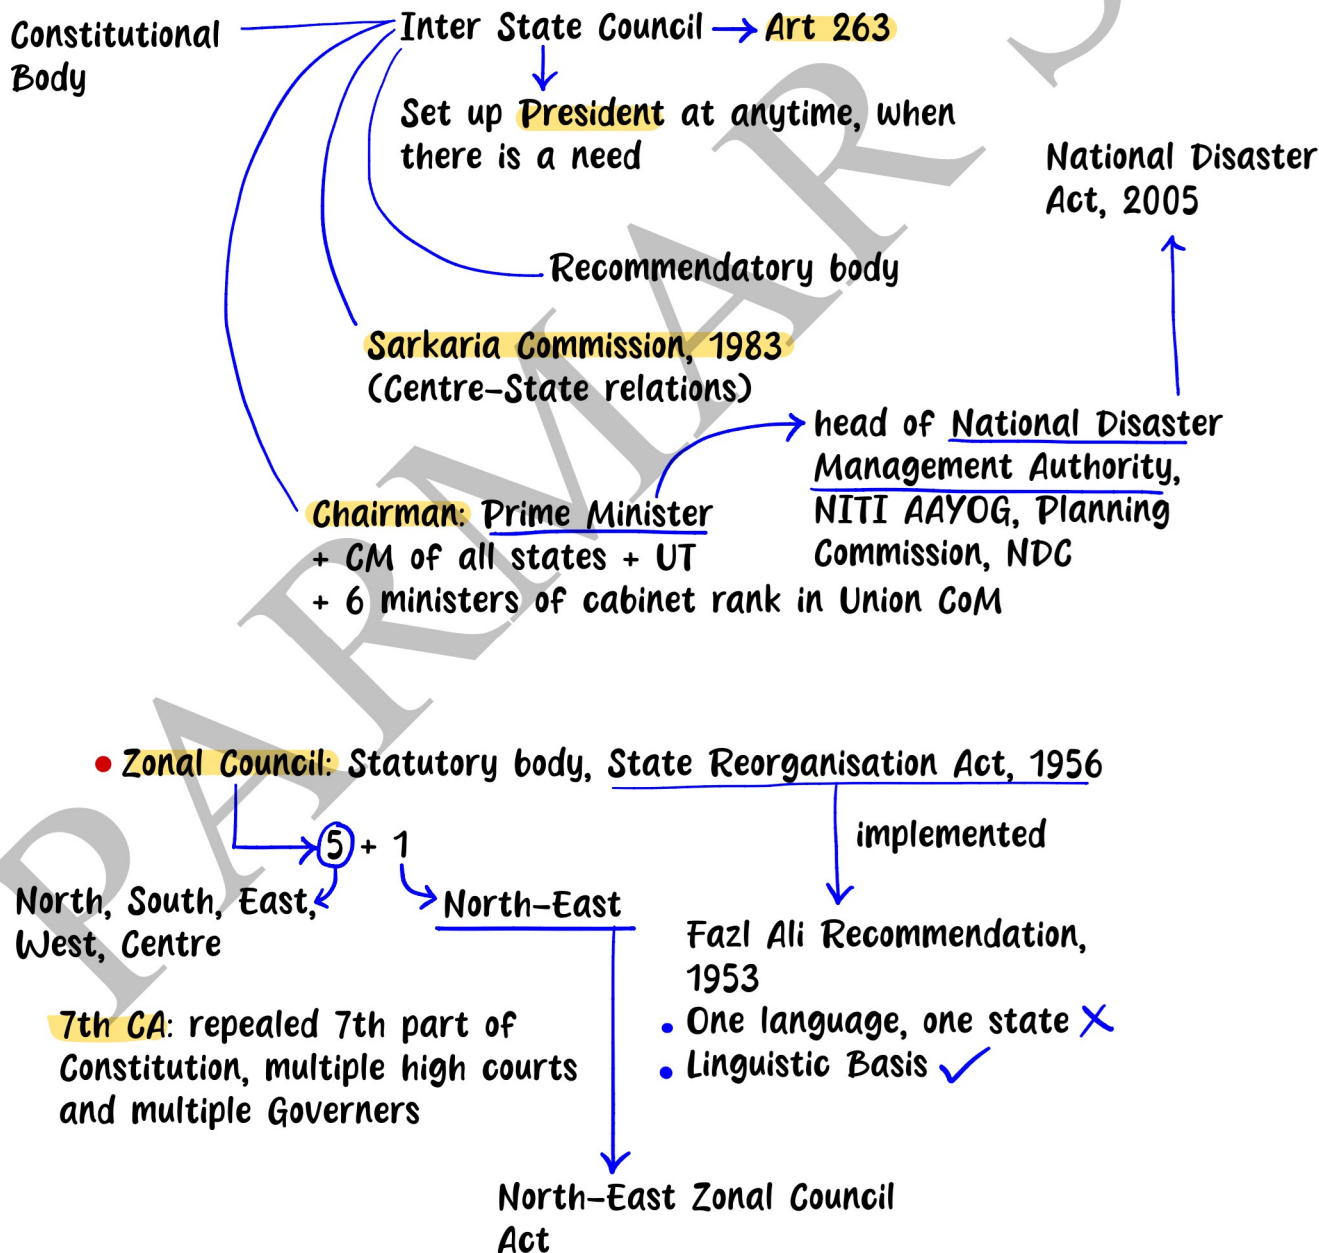 Constitutional
Body
Inter State Council → Art 263
Set up President at anytime, when
there is a need
National Disaster
Act, 2005
Recommendatory body
Sarkaria Commission, 1983
(Centre-State relations)
head of National Disaster
Management Authority,
NITI AAYOG, Planning
Commission, NDC
Chairman: Prime Minister
+ CM of all states + UT
+ 6 ministers of cabinet rank in Union CoM
• Zonal Council: Statutory body, State Reorganisation Act, 1956
5 + 1
implemented
North, South, East,
West, Centre
North-East
Fazl Ali Recommendation,
1953
• One language, one state ✗
• Linguistic Basis ✓
7th CA: repealed 7th part of
Constitution, multiple high courts
and multiple Governers
North-East Zonal Council
Act
PARMAR S